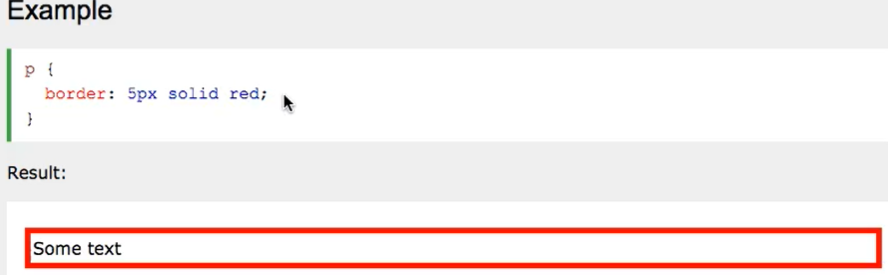 Example
p {
  border: 5px solid red;
}
Result:
Some text